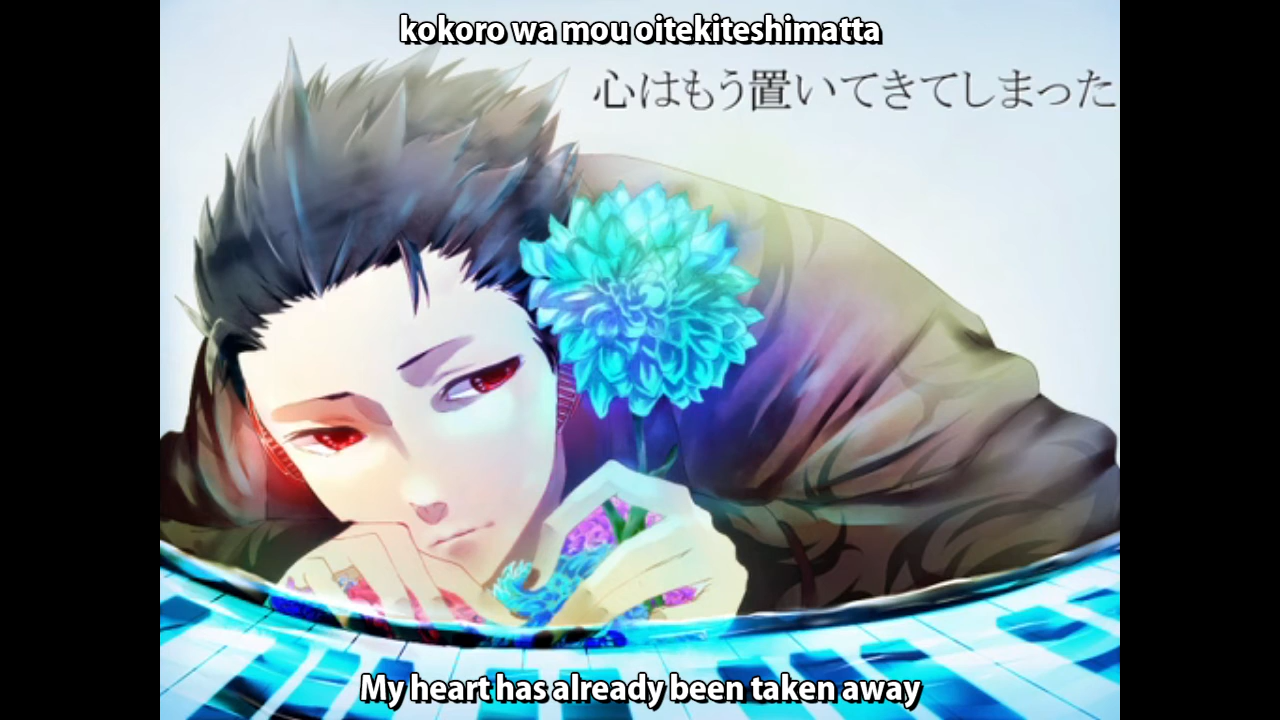 kokoro wa mou oitekiteshimatta
心はもう置いてきてしまった
My heart has already been taken away